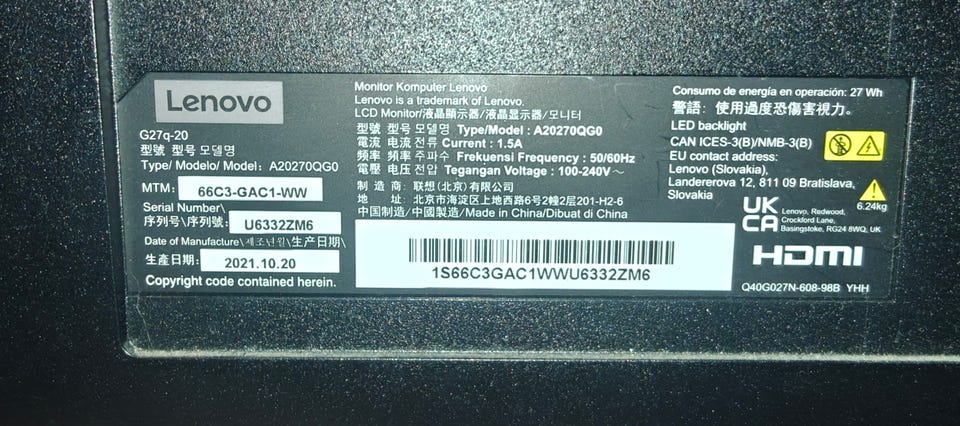 Lenovo
G27q-20
型號 型号 모델명
Type/ Modelo/ Model: A20270QG0
MTM: 66C3-GAC1-WW
Serial Number\
序列号/序列號: U6332ZM6
Date of Manufacture\제조년월\生产日期\
生產日期: 2021.10.20
Copyright code contained herein.
Monitor Komputer Lenovo
Lenovo is a trademark of Lenovo.
LCD Monitor/液晶顯示器/液晶显示器/모니터
型號 型号 모델명 Type/Model : A20270QG0
電流 电流 전류 Current : 1.5A
頻率 频率 주파수 Frekuensi Frequency : 50/60Hz
電壓 电压 전압 Tegangan Voltage : 100-240V～
制 造 商: 联想(北京)有限公司
地 址: 北京市海淀区上地西路6号2幢2层201-H2-6
中国制造/中國製造/Made in China/Dibuat di China
1S66C3GAC1WWU6332ZM6
Consumo de energía en operación: 27 Wh
警語: 使用過度恐傷害視力。
LED backlight
CAN ICES-3(B)/NMB-3(B)
EU contact address:
Lenovo (Slovakia),
Landererova 12, 811 09 Bratislava,
Slovakia
6.24kg
UK
CA
Lenovo, Redwood,
Crockford Lane,
Basingstoke, RG24 8WQ, UK
HDMI
Q40G027N-608-98B YHH